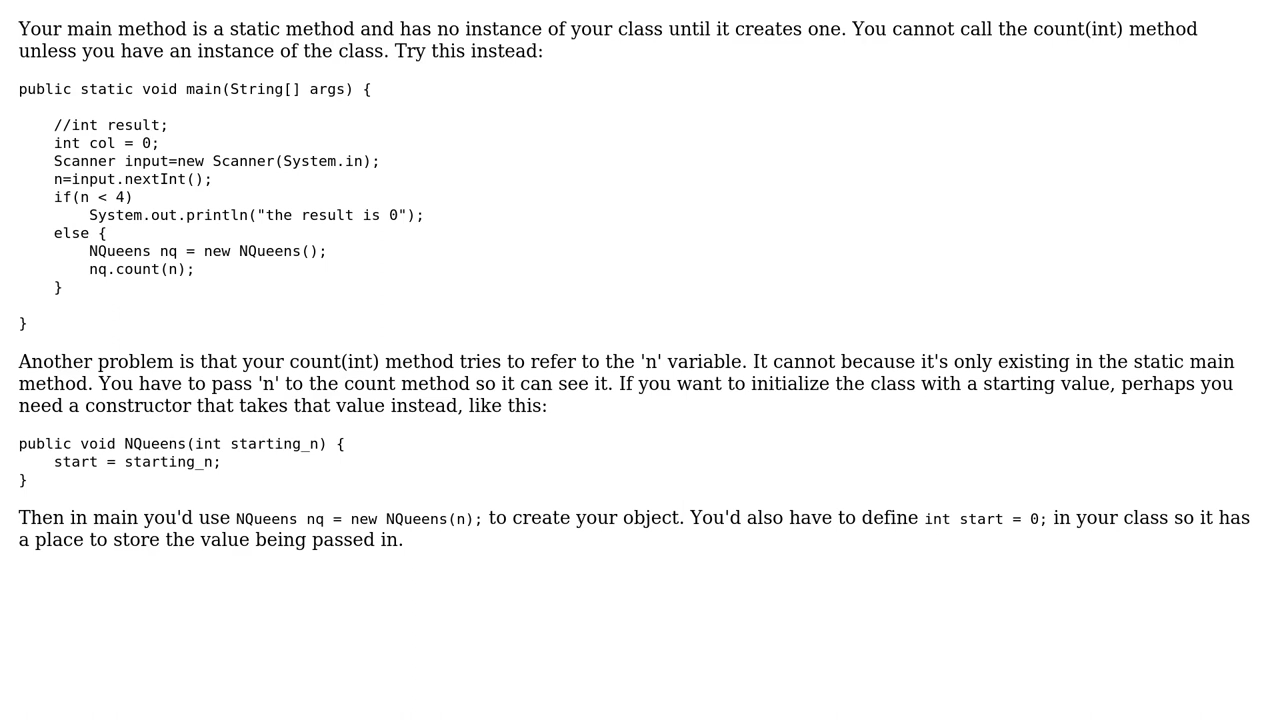 Your main method is a static method and has no instance of your class until it creates one. You cannot call the count(int) method
unless you have an instance of the class. Try this instead:
public static void main(String[] args) {
    //int result;
    int col = 0;
    Scanner input=new Scanner(System.in);
    n=input.nextInt();
    if(n < 4)
        System.out.println("the result is 0");
    else {
        NQueens nq = new NQueens();
        nq.count(n);
    }
}
Another problem is that your count(int) method tries to refer to the 'n' variable. It cannot because it's only existing in the static main
method. You have to pass 'n' to the count method so it can see it. If you want to initialize the class with a starting value, perhaps you
need a constructor that takes that value instead, like this:
public void NQueens(int starting_n) {
    start = starting_n;
}
Then in main you'd use NQueens nq = new NQueens(n); to create your object. You'd also have to define int start = 0; in your class so it has
a place to store the value being passed in.